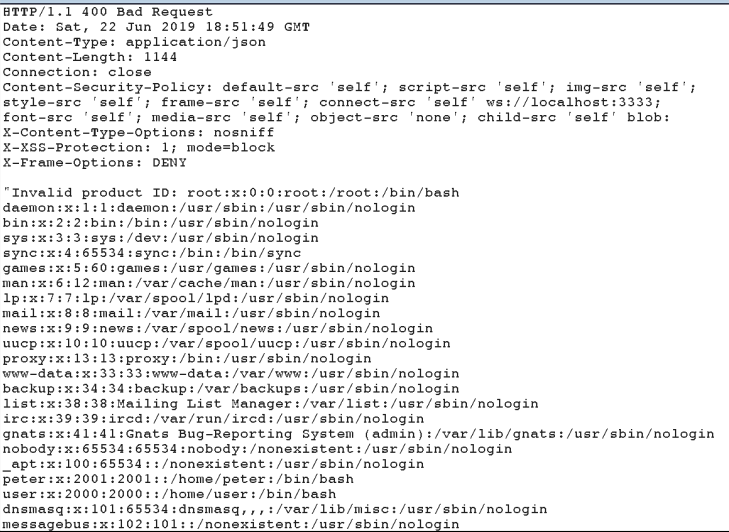 HTTP/1.1 400 Bad Request
Date: Sat, 22 Jun 2019 18:51:49 GMT
Content-Type: application/json
Content-Length: 1144
Connection: close
Content-Security-Policy: default-src 'self'; script-src 'self'; img-src 'self';
style-src 'self'; frame-src 'self'; connect-src 'self' ws://localhost:3333;
font-src 'self'; media-src 'self'; object-src 'none'; child-src 'self' blob:
X-Content-Type-Options: nosniff
X-XSS-Protection: 1; mode=block
X-Frame-Options: DENY
"Invalid product ID: root:x:0:0:root:/root:/bin/bash
daemon:x:1:1:daemon:/usr/sbin:/usr/sbin/nologin
bin:x:2:2:bin:/bin:/usr/sbin/nologin
sys:x:3:3:sys:/dev:/usr/sbin/nologin
sync:x:4:65534:sync:/bin:/bin/sync
games:x:5:60:games:/usr/games:/usr/sbin/nologin
man:x:6:12:man:/var/cache/man:/usr/sbin/nologin
lp:x:7:7:lp:/var/spool/lpd:/usr/sbin/nologin
mail:x:8:8:mail:/var/mail:/usr/sbin/nologin
news:x:9:9:news:/var/spool/news:/usr/sbin/nologin
uucp:x:10:10:uucp:/var/spool/uucp:/usr/sbin/nologin
proxy:x:13:13:proxy:/bin:/usr/sbin/nologin
www-data:x:33:33:www-data:/var/www:/usr/sbin/nologin
backup:x:34:34:backup:/var/backups:/usr/sbin/nologin
list:x:38:38:Mailing List Manager:/var/list:/usr/sbin/nologin
irc:x:39:39:ircd:/var/run/ircd:/usr/sbin/nologin
gnats:x:41:41:Gnats Bug-Reporting System (admin):/var/lib/gnats:/usr/sbin/nologin
nobody:x:65534:65534:nobody:/nonexistent:/usr/sbin/nologin
_apt:x:100:65534::/nonexistent:/usr/sbin/nologin
peter:x:2001:2001::/home/peter:/bin/bash
user:x:2000:2000::/home/user:/bin/bash
dnsmasq:x:101:65534:dnsmasq,,,:/var/lib/misc:/usr/sbin/nologin
messagebus:x:102:101::/nonexistent:/usr/sbin/nologin